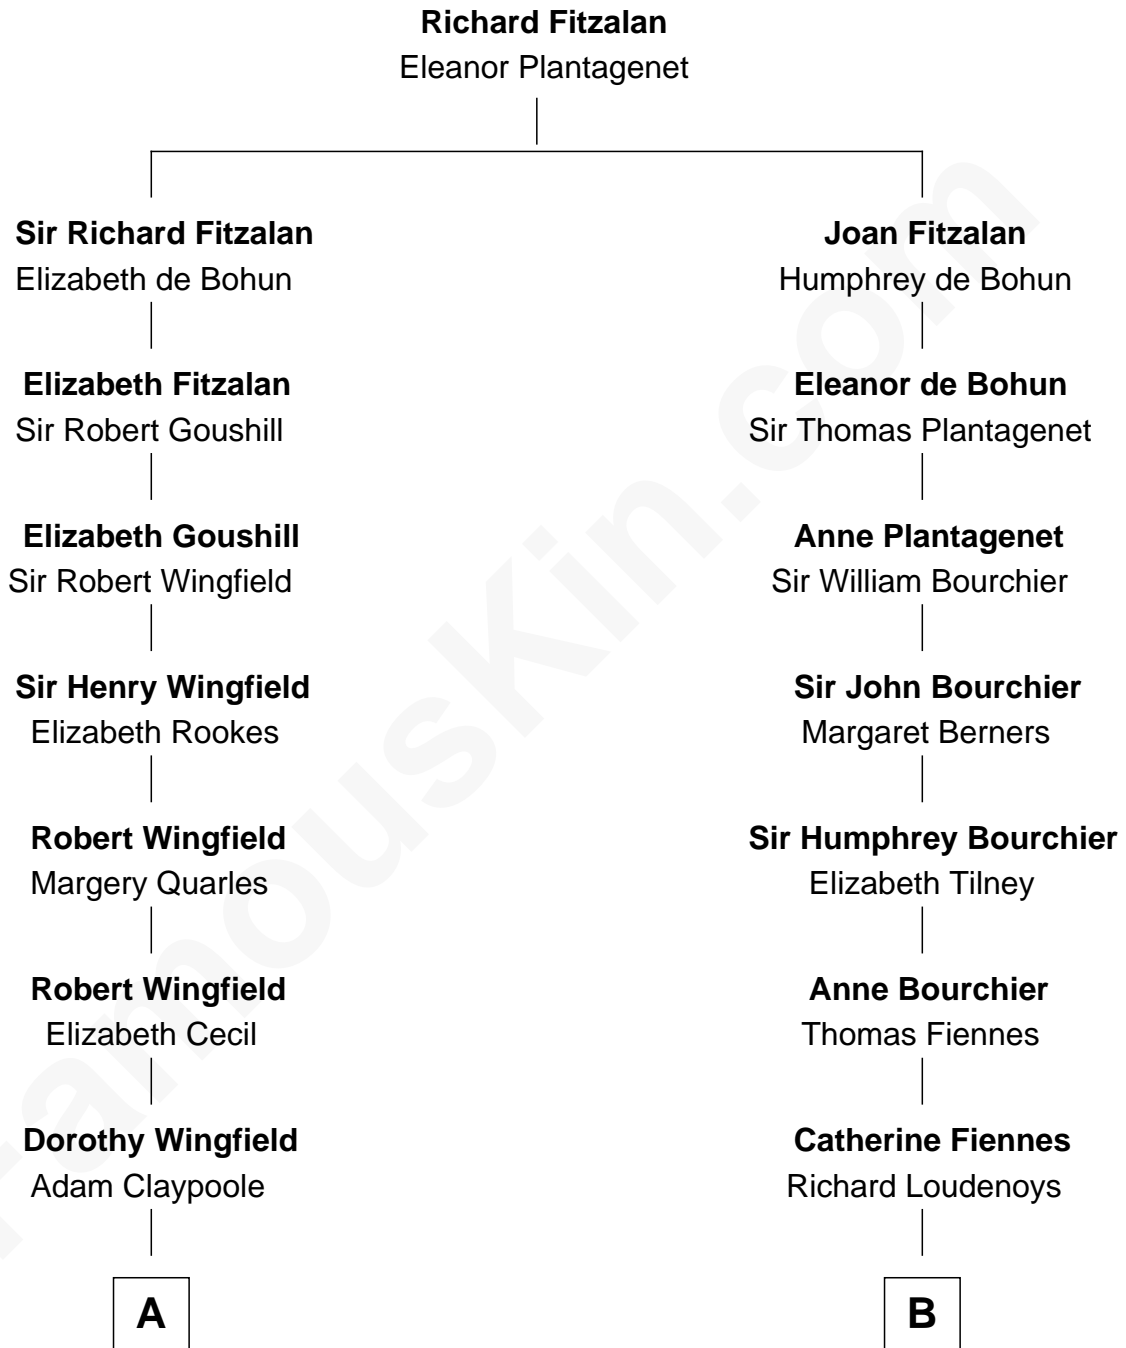 Richard Fitzalan
Eleanor Plantagenet
Sir Richard Fitzalan
Elizabeth de Bohun
Joan Fitzalan
Humphrey de Bohun
Elizabeth Fitzalan
Sir Robert Goushill
Eleanor de Bohun
Sir Thomas Plantagenet
Elizabeth Goushill
Sir Robert Wingfield
Anne Plantagenet
Sir William Bourchier
Sir Henry Wingfield
Elizabeth Rookes
Sir John Bourchier
Margaret Berners
Robert Wingfield
Margery Quarles
Sir Humphrey Bourchier
Elizabeth Tilney
Robert Wingfield
Elizabeth Cecil
Anne Bourchier
Thomas Fiennes
Dorothy Wingfield
Adam Claypoole
Catherine Fiennes
Richard Loudenoys
A
B
FamousKin.com